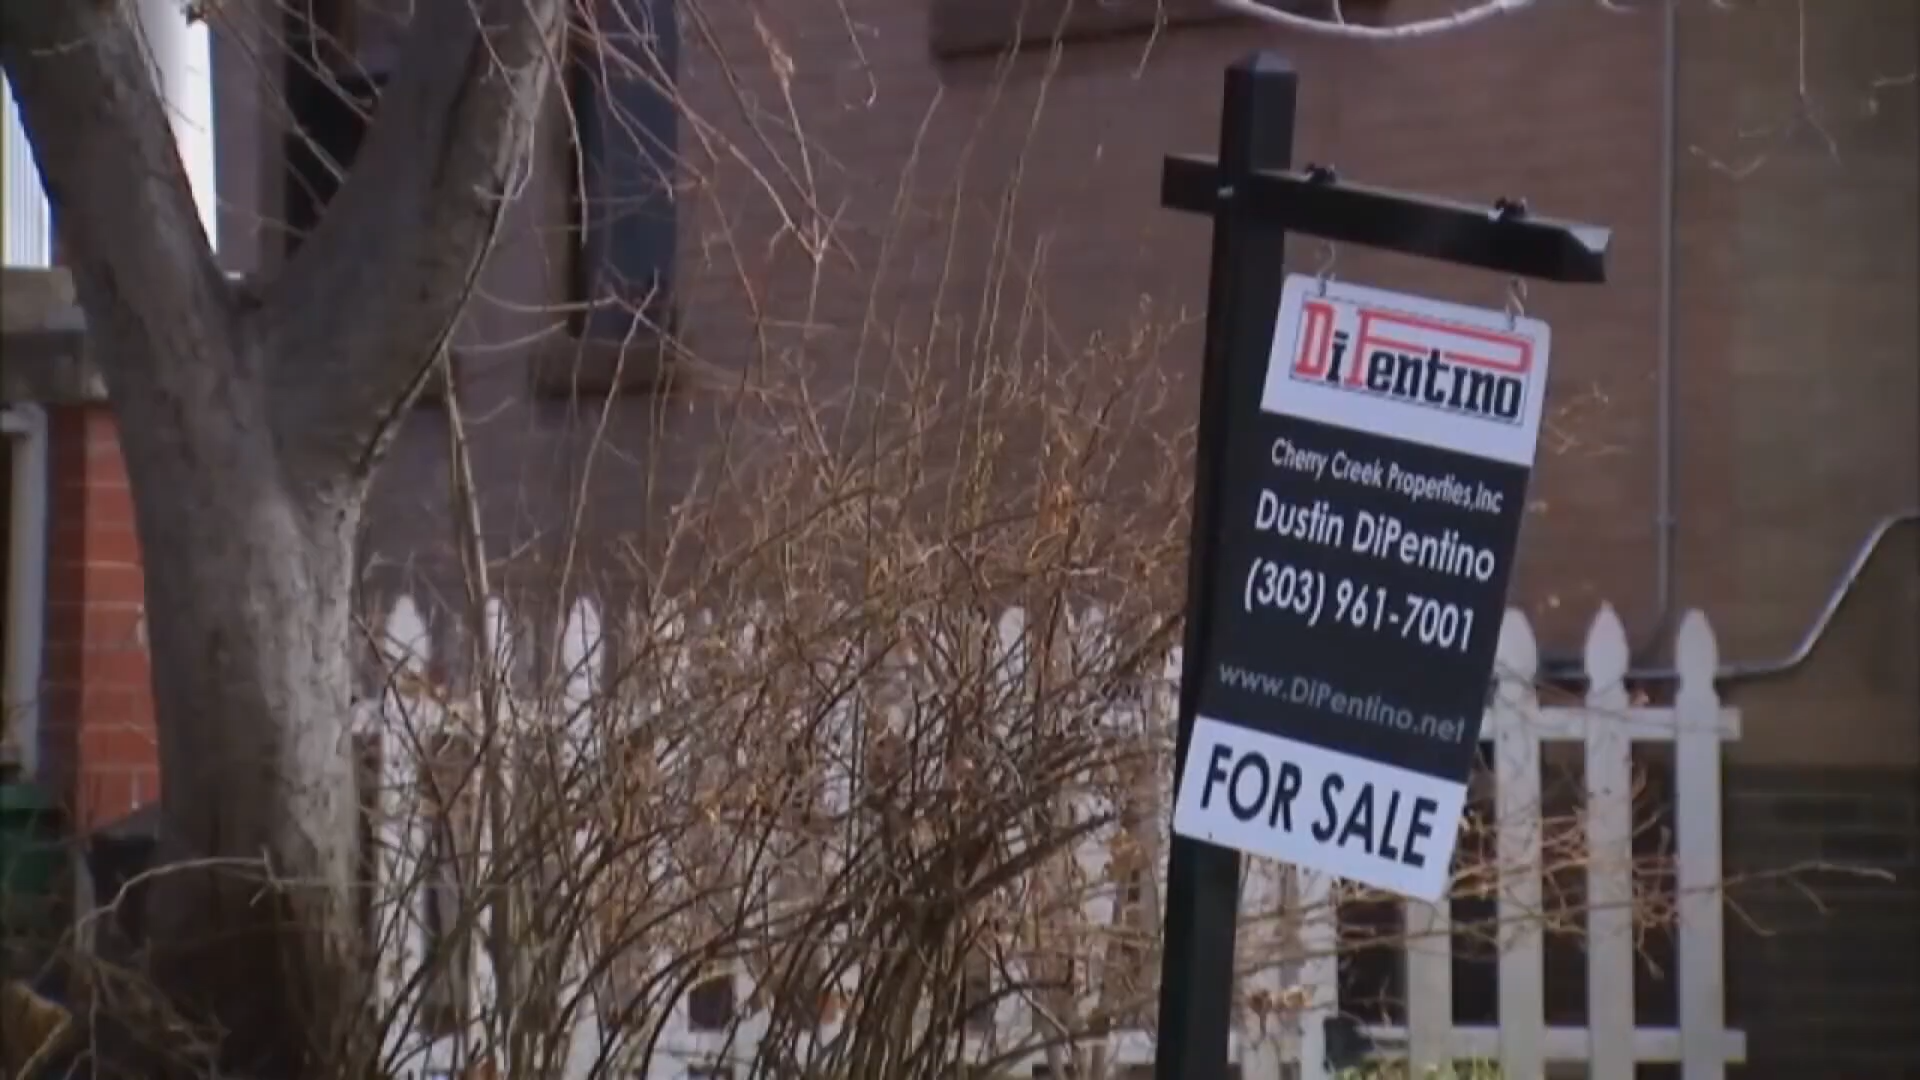 DiPentino
Cherry Creek Properties,Inc
Dustin DiPentino
(303) 961-7001
www.DiPentino.net
FOR SALE